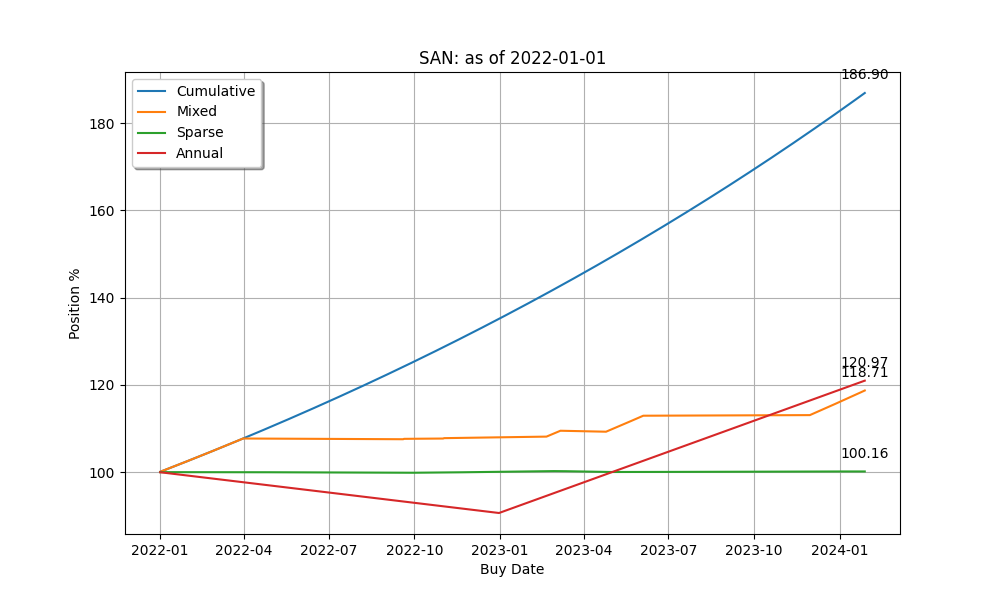 SAN: as of 2022-01-01
186.90
Cumulative
Mixed
Sparse
Annual
180
160
140
120
100
Position %
120.97
118.71
100.16
2022-01 2022-04 2022-07 2022-10 2023-01 2023-04 2023-07 2023-10 2024-01
Buy Date